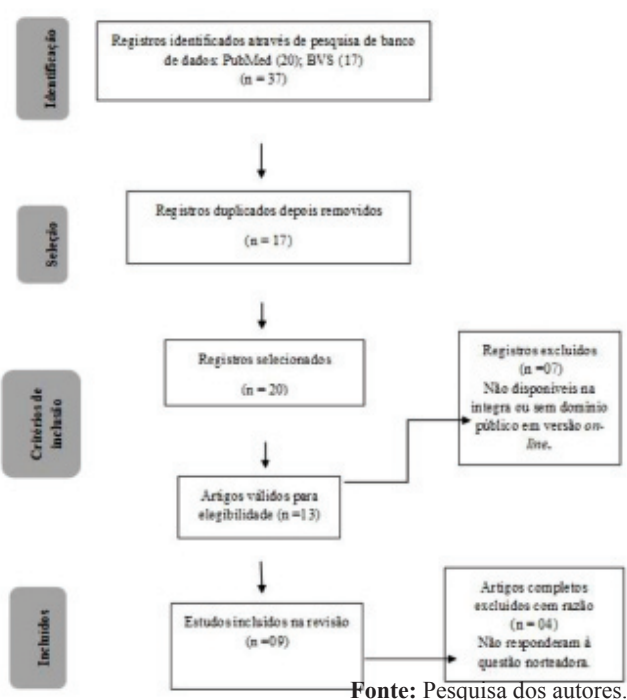 Identificação
Registros identificados através de pesquisa de banco
de dados: PubMed (20); BVS (17)
(n = 37)
Seleção
Registros duplicados depois removidos
(n = 17)
Critérios de
inclusão
Registros selecionados
(n = 20)
Registros excluídos
(n =07)
Não disponíveis na
íntegra ou sem domínio
público em versão on-
line.
Artigos válidos para
elegibilidade (n =13)
Incluídos
Estudos incluídos na revisão
(n =09)
Artigos completos
excluídos com razão
(n = 04)
Não responderam à
questão norteadora.
Fonte: Pesquisa dos autores.